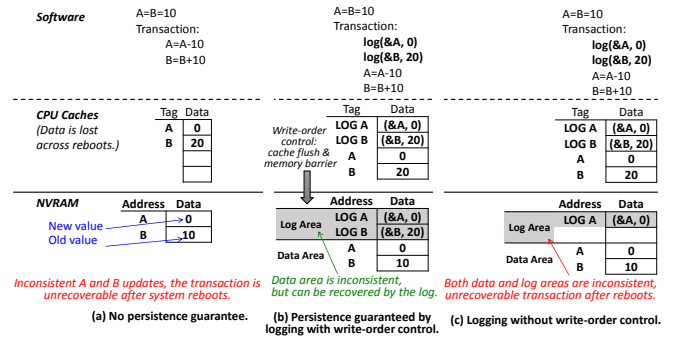 Software
A=B=10
Transaction:
A=A-10
B=B+10
A=B=10
Transaction:
log(&A, 0)
log(&B, 20)
A=A-10
B=B+10
A=B=10
Transaction:
log(&A, 0)
log(&B, 20)
A=A-10
B=B+10
CPU Caches
(Data is lost
across reboots.)
Tag Data
A 0
B 20
Write-order
control:
cache flush &
memory barrier
Tag Data
LOG A (&A, 0)
LOG B (&B, 20)
A 0
B 20
Tag Data
LOG A (&A, 0)
LOG B (&B, 20)
A 0
B 20
NVRAM
Address Data
A 0
B 10
New value
Old value
Address Data
Log Area
LOG A (&A, 0)
LOG B (&B, 20)
Data Area
A 0
B 10
Address Data
Log Area
LOG A (&A, 0)
Data Area
A 0
B 10
Inconsistent A and B updates, the transaction is
unrecoverable after system reboots.
Data area is inconsistent,
but can be recovered by the log.
Both data and log areas are inconsistent,
unrecoverable transaction after reboots.
(a) No persistence guarantee.
(b) Persistence guaranteed by
logging with write-order control.
(c) Logging without write-order control.